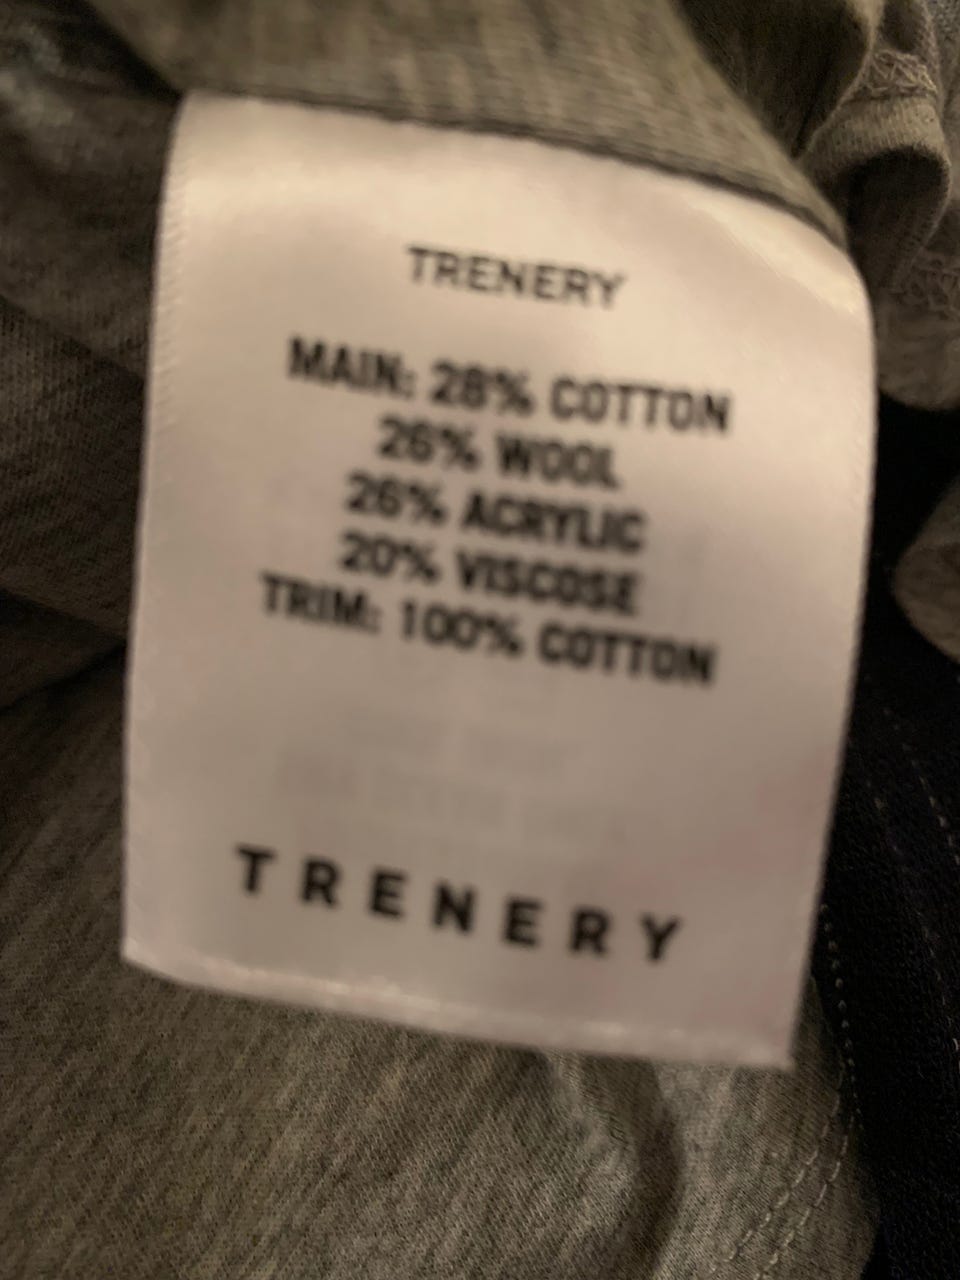 TRENERY
MAIN: 28% COTTON
26% WOOL
26% ACRYLIC
20% VISCOSE
TRIM: 100% COTTON
TRENERY